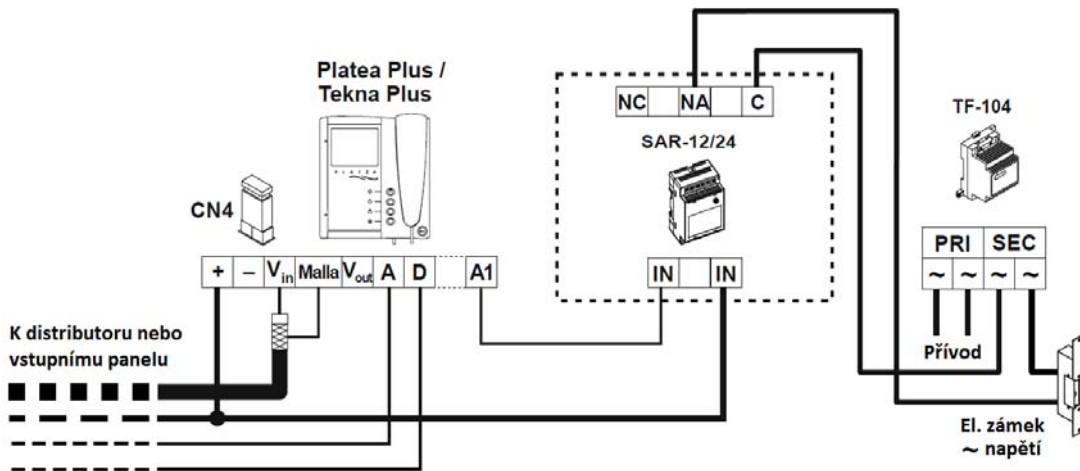 Platea Plus /
Tekna Plus
NC NA C
SAR-12/24
TF-104
CN4
PLATEA
PRI SEC
~ ~ ~ ~
+ – Vin Malla Vout A D A1
IN IN
K distributoru nebo
vstupnímu panelu
Přívod
El. zámek
~ napětí